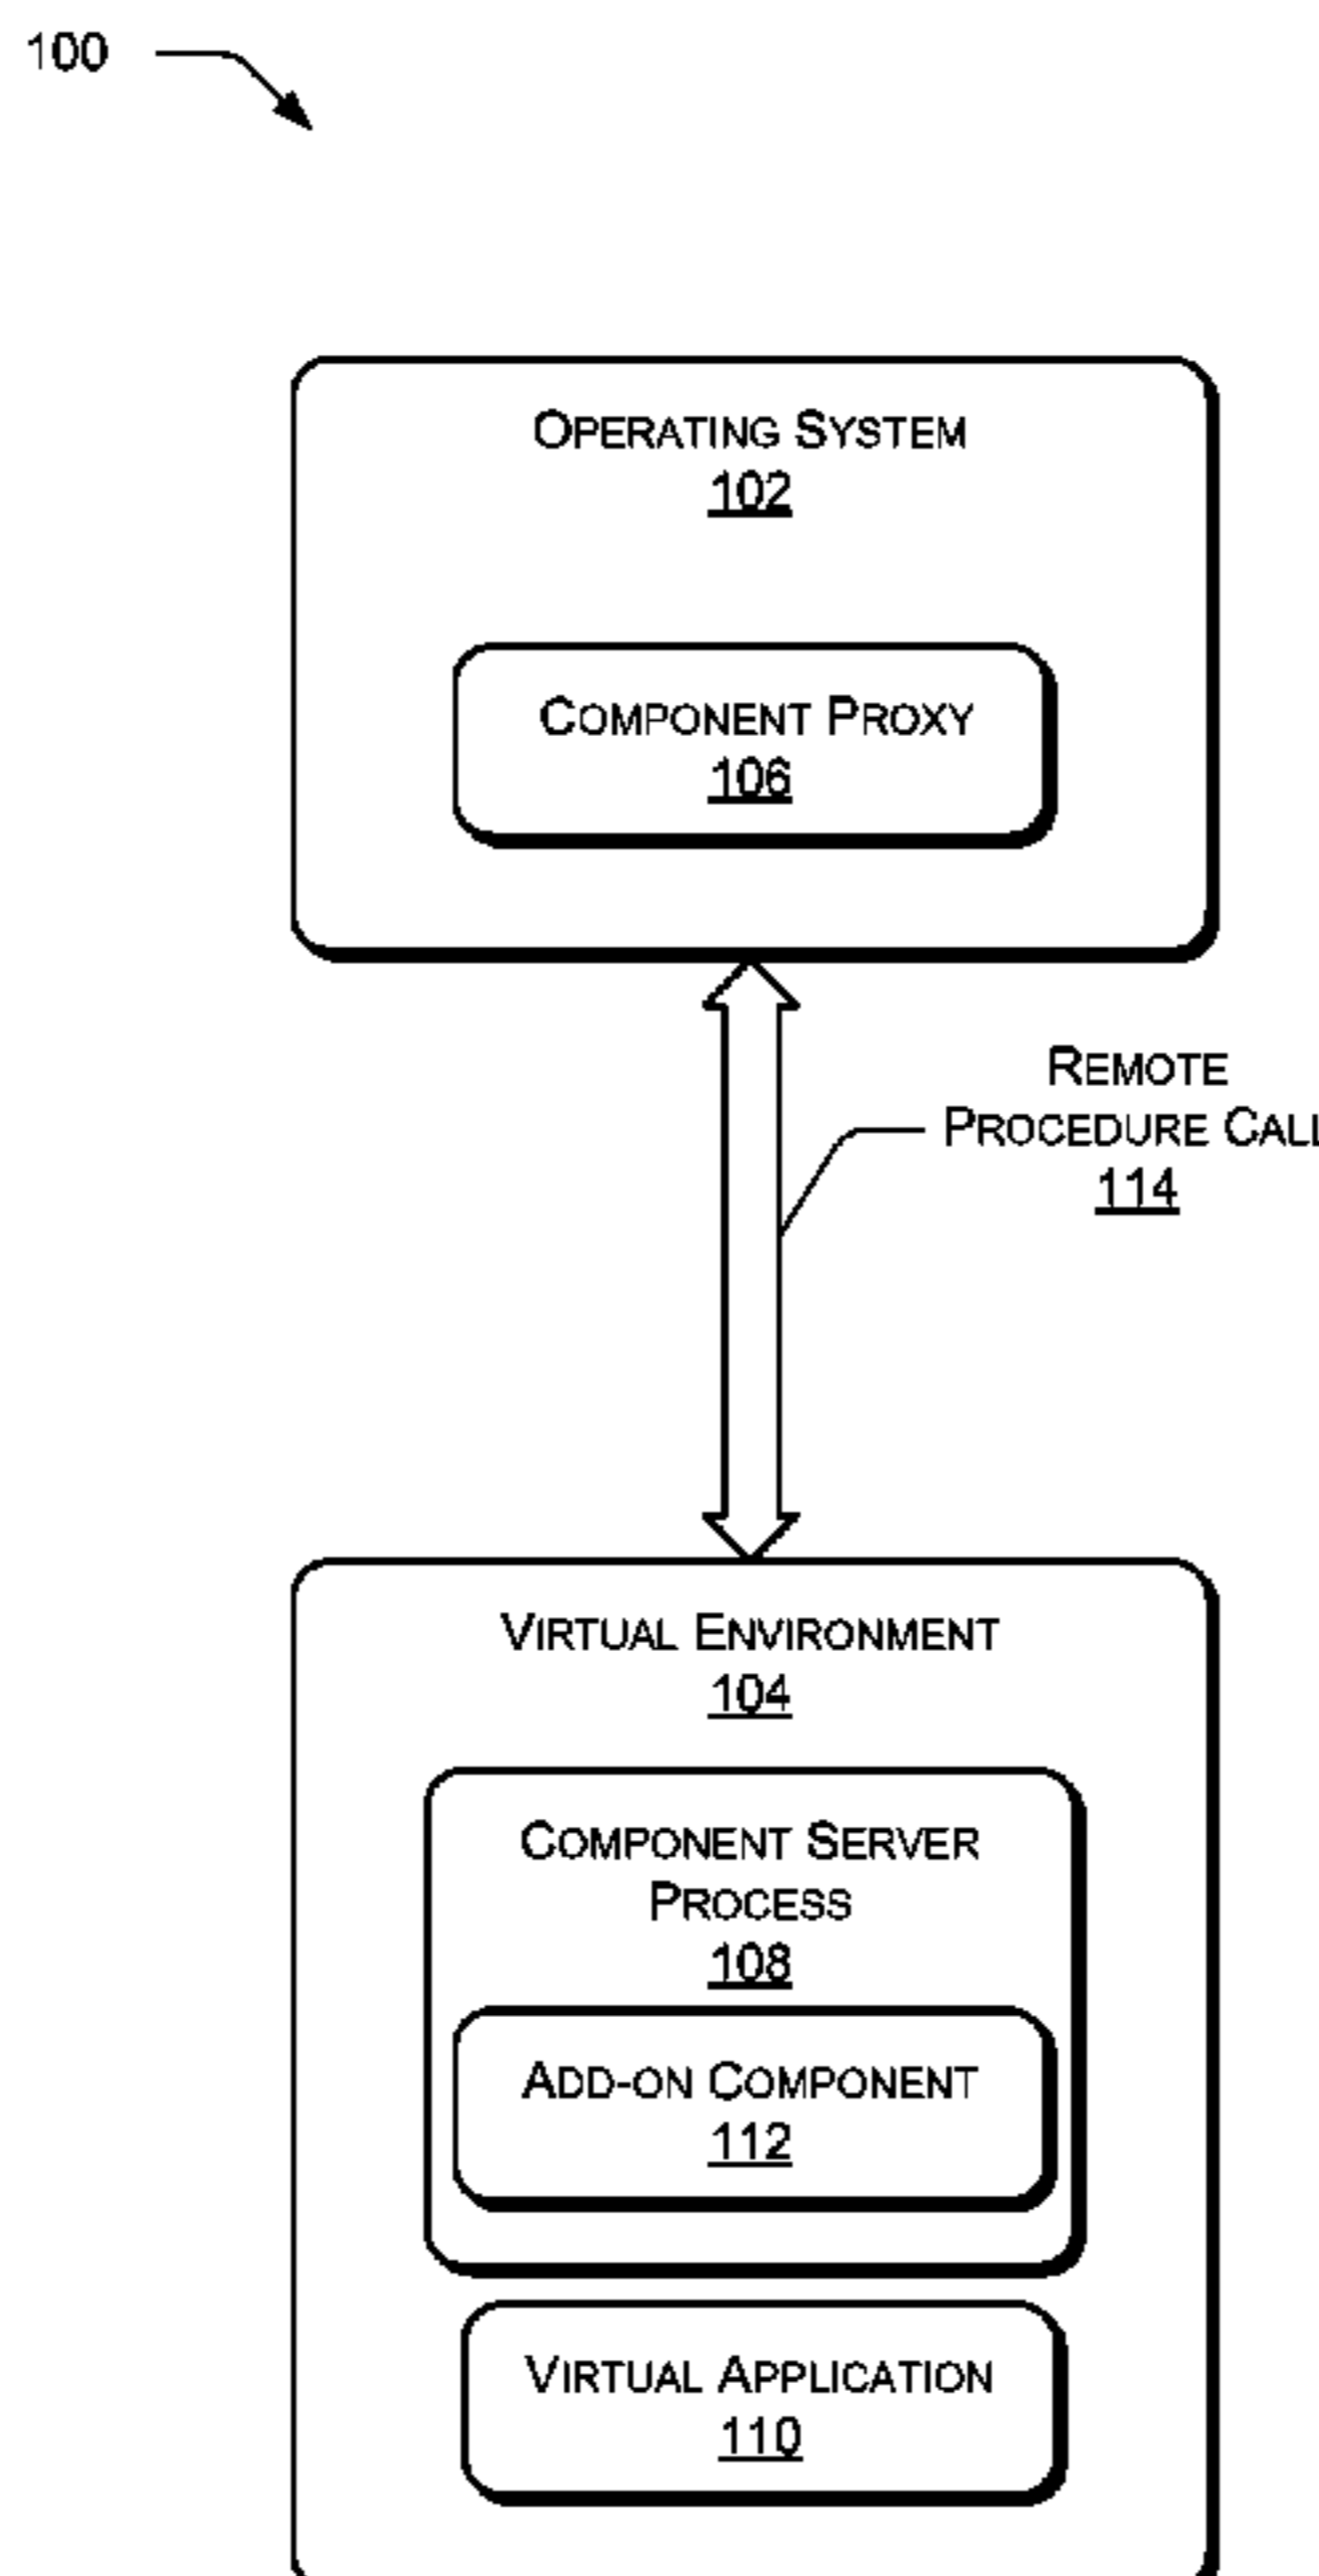 100
OPERATING SYSTEM
102
COMPONENT PROXY
106
REMOTE
PROCEDURE CALL
114
VIRTUAL ENVIRONMENT
104
COMPONENT SERVER
PROCESS
108
ADD-ON COMPONENT
112
VIRTUAL APPLICATION
110